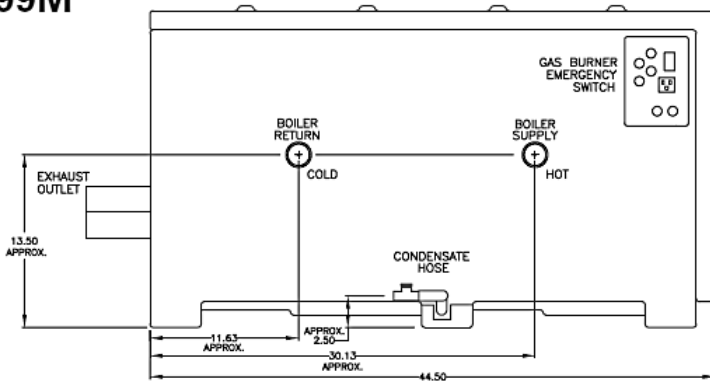 GAS BURNER
EMERGENCY
SWITCH
BOILER
RETURN
BOILER
SUPPLY
COLD
HOT
EXHAUST
OUTLET
13.50
APPROX.
CONDENSATE
HOSE
11.63
APPROX.
APPROX.
2.50
30.13
APPROX.
44.50